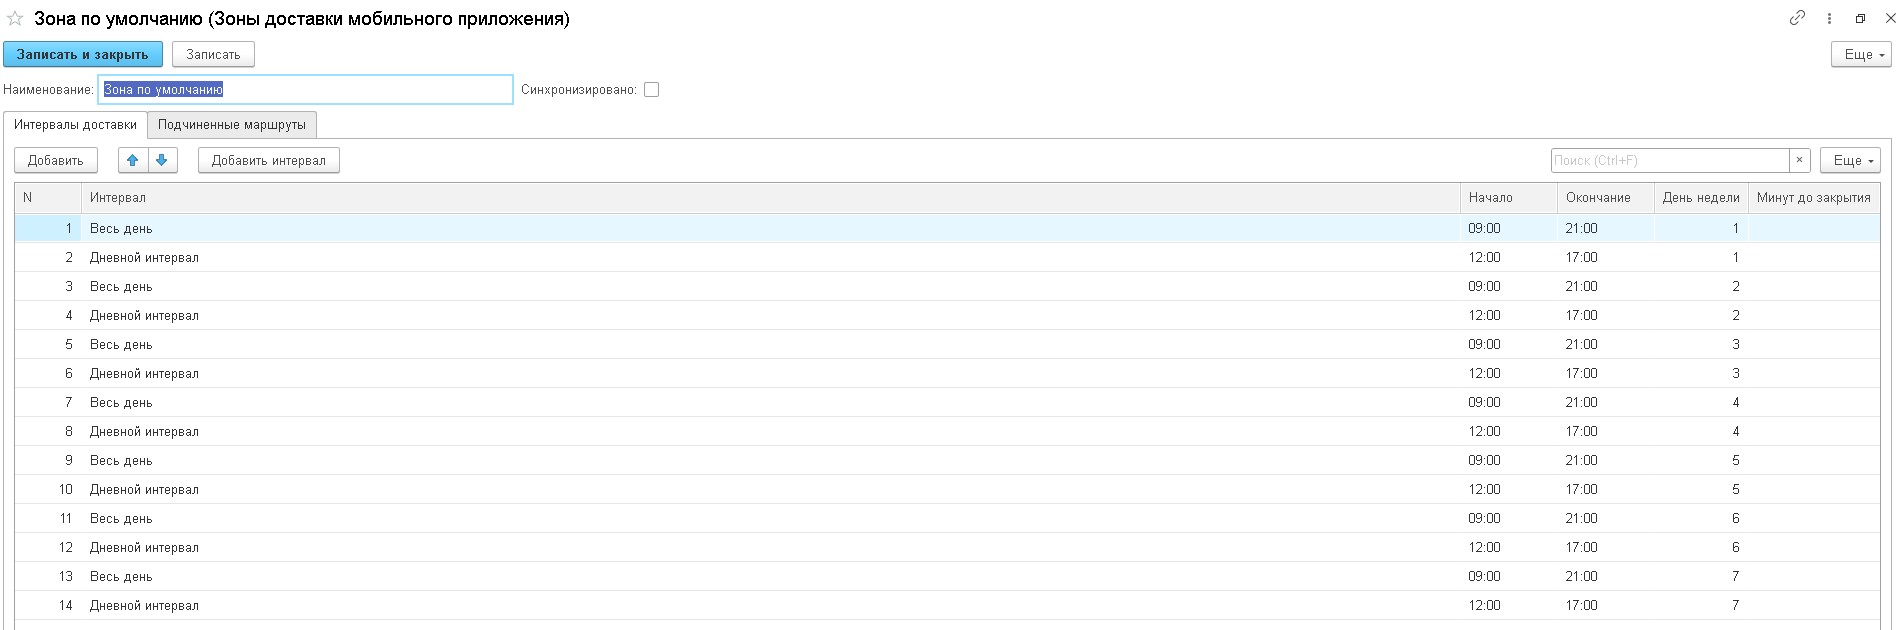 Зона по умолчанию (Зоны доставки мобильного приложения)
Записать и закрыть Записать Еще
Наименование: Зона по умолчанию Синхронизировано:
Интервалы доставки Подчиненные маршруты
Добавить Добавить интервал Поиск (Ctrl+F) × Еще
N Интервал Начало Окончание День недели Минут до закрытия
1 Весь день 09:00 21:00 1
2 Дневной интервал 12:00 17:00 1
3 Весь день 09:00 21:00 2
4 Дневной интервал 12:00 17:00 2
5 Весь день 09:00 21:00 3
6 Дневной интервал 12:00 17:00 3
7 Весь день 09:00 21:00 4
8 Дневной интервал 12:00 17:00 4
9 Весь день 09:00 21:00 5
10 Дневной интервал 12:00 17:00 5
11 Весь день 09:00 21:00 6
12 Дневной интервал 12:00 17:00 6
13 Весь день 09:00 21:00 7
14 Дневной интервал 12:00 17:00 7